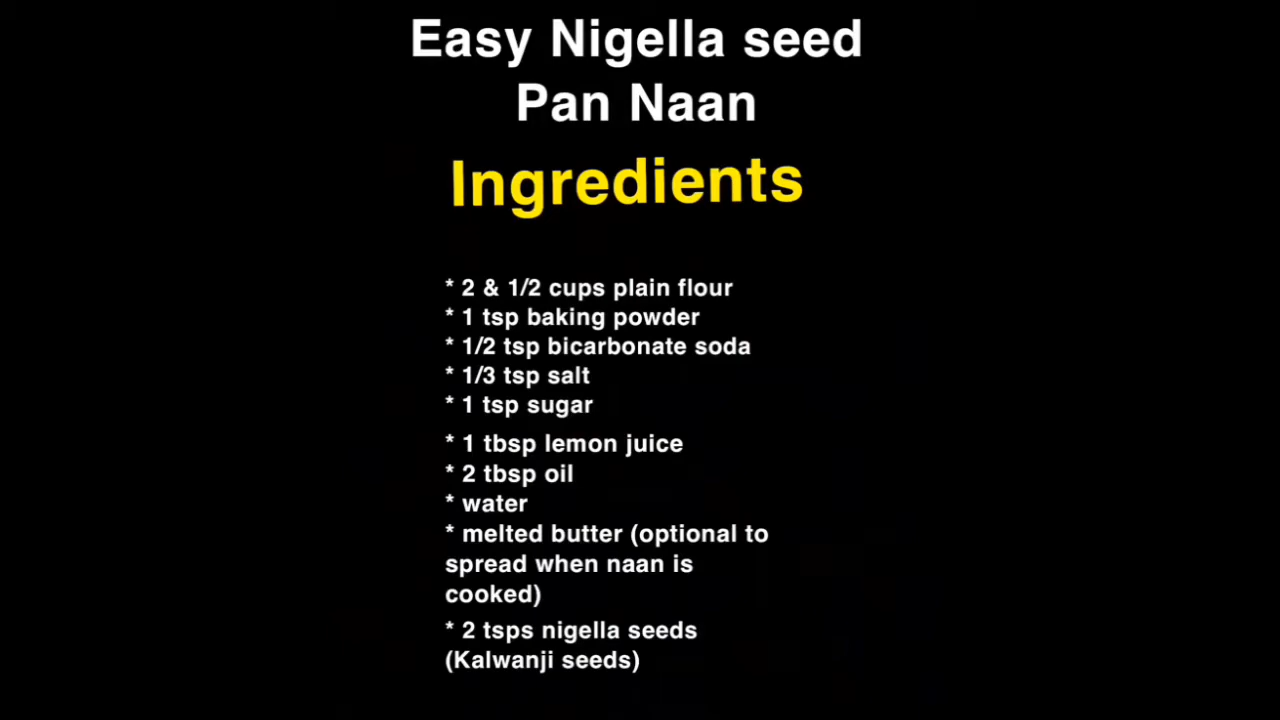 Easy Nigella seed
Pan Naan
Ingredients
* 2 & 1/2 cups plain flour
* 1 tsp baking powder
* 1/2 tsp bicarbonate soda
* 1/3 tsp salt
* 1 tsp sugar
* 1 tbsp lemon juice
* 2 tbsp oil
* water
* melted butter (optional to
spread when naan is
cooked)
* 2 tsps nigella seeds
(Kalwanji seeds)